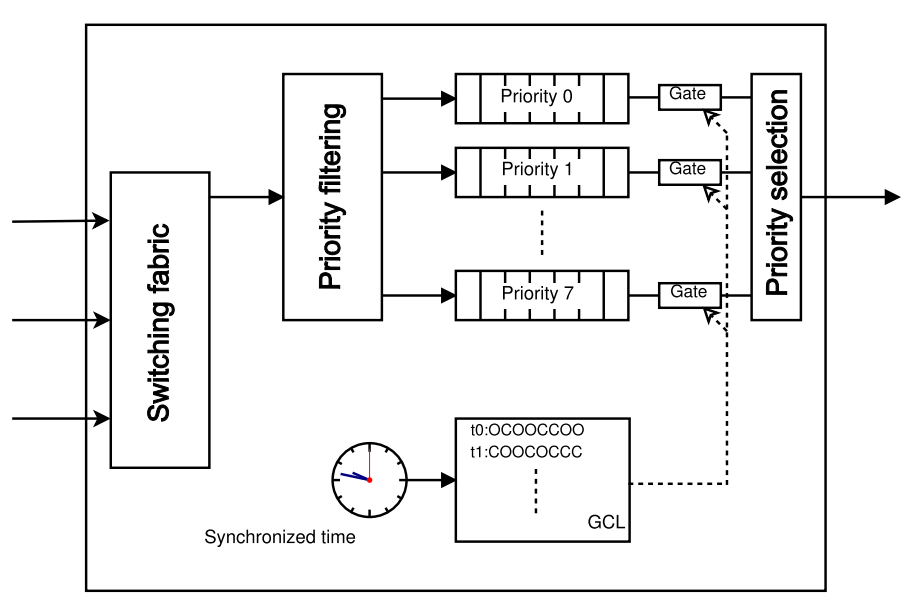 Switching fabric
Priority filtering
Priority 0
Gate
Priority 1
Gate
Priority 7
Gate
Priority selection
t0:OCOOCCOO
t1:COOCOCCC
GCL
Synchronized time